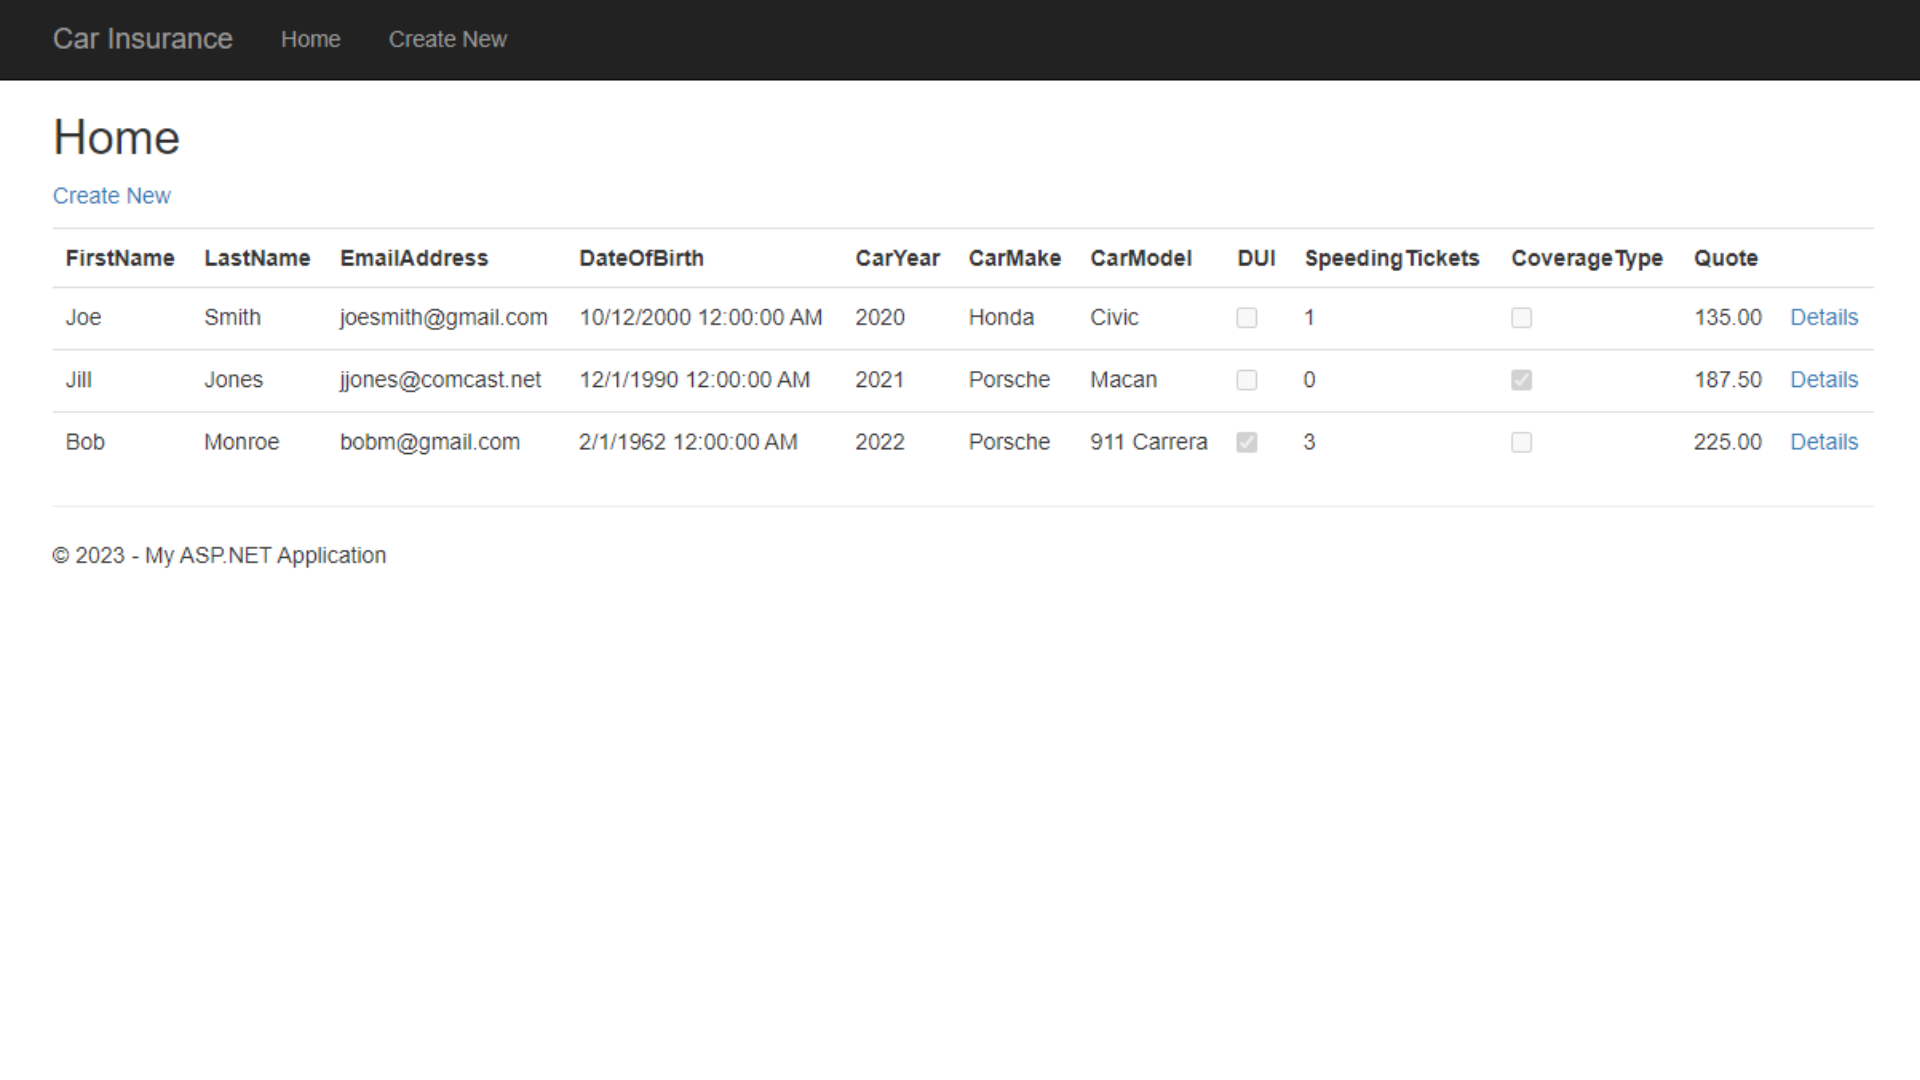 Car Insurance Home Create New
Home
Create New
FirstName LastName EmailAddress DateOfBirth CarYear CarMake CarModel DUI SpeedingTickets CoverageType Quote
Joe Smith joesmith@gmail.com 10/12/2000 12:00:00 AM 2020 Honda Civic 1 135.00 Details
Jill Jones jjones@comcast.net 12/1/1990 12:00:00 AM 2021 Porsche Macan 0 187.50 Details
Bob Monroe bobm@gmail.com 2/1/1962 12:00:00 AM 2022 Porsche 911 Carrera 3 225.00 Details
© 2023 - My ASP.NET Application